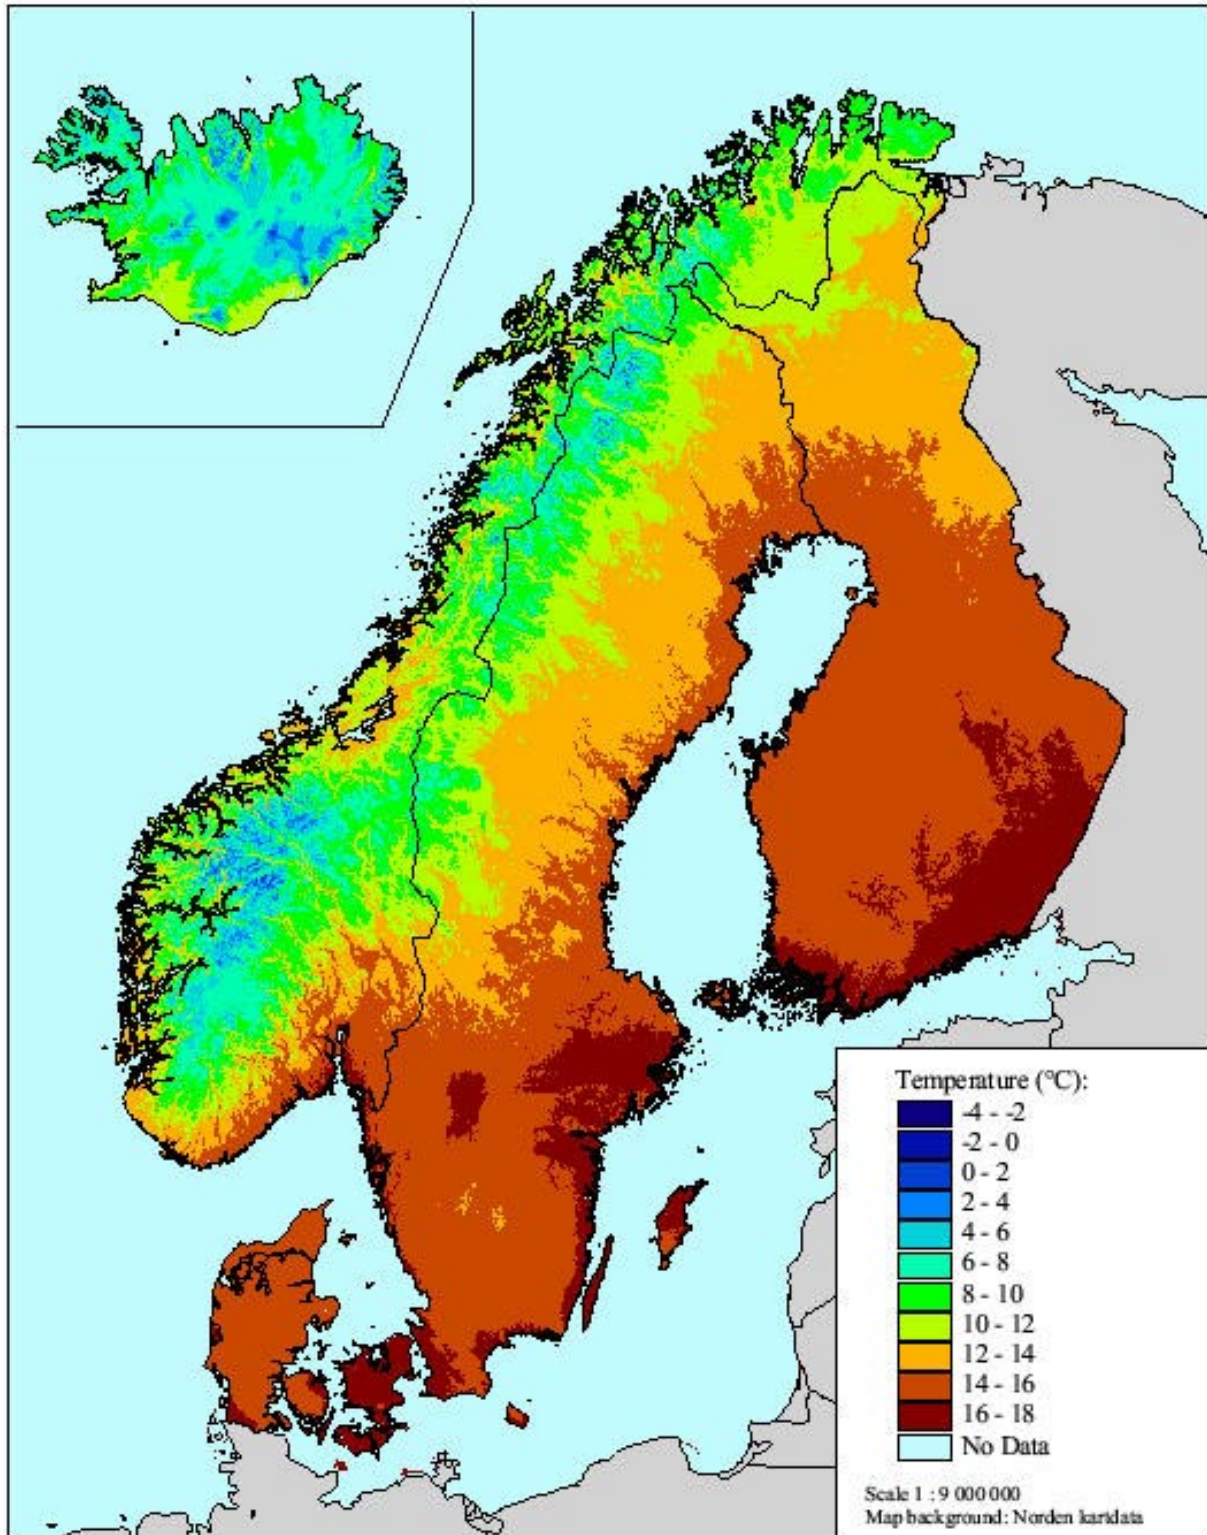 Temperature (°C):
-4 - -2
-2 - 0
0 - 2
2 - 4
4 - 6
6 - 8
8 - 10
10 - 12
12 - 14
14 - 16
16 - 18
No Data
Scale 1 : 9 000 000
Map background: Norden kartdata